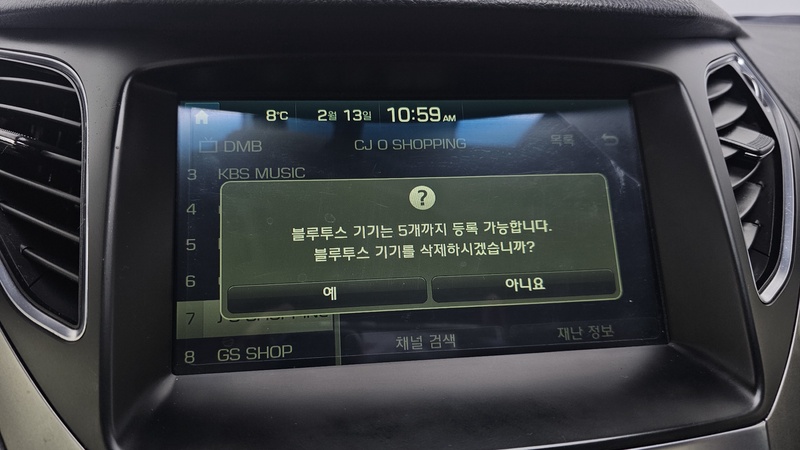 8°C 2월 13일 10:59 AM
DMB CJ O SHOPPING 목록
3 KBS MUSIC
4
?
블루투스 기기는 5개까지 등록 가능합니다.
5
블루투스 기기를 삭제하시겠습니까?
6
예 아니요
7
8 GS SHOP 채널 검색 재난 정보